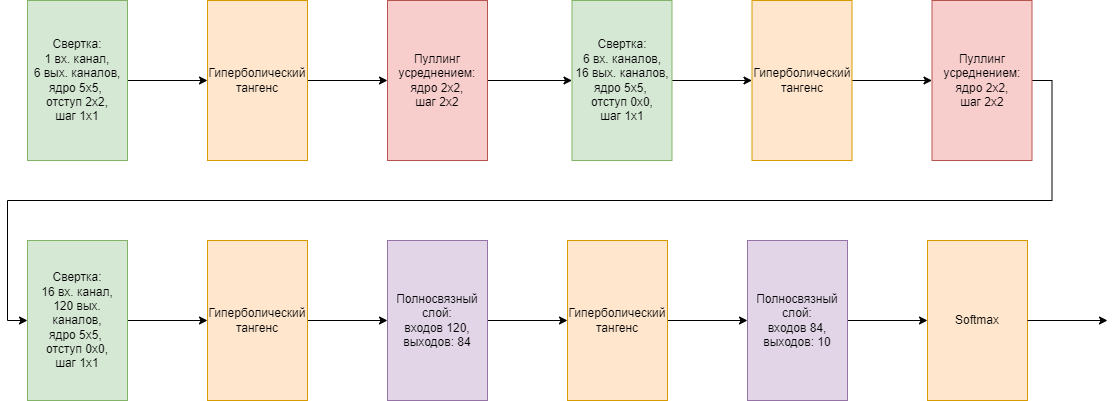 Свертка:
1 вх. канал,
6 вых. каналов,
ядро 5x5,
отступ 2x2,
шаг 1x1
Гиперболический
тангенс
Пуллинг
усреднением:
ядро 2x2,
шаг 2x2
Свертка:
6 вх. каналов,
16 вых. каналов,
ядро 5x5,
отступ 0x0,
шаг 1x1
Гиперболический
тангенс
Пуллинг
усреднением:
ядро 2x2,
шаг 2x2
Свертка:
16 вх. канал,
120 вых.
каналов,
ядро 5x5,
отступ 0x0,
шаг 1x1
Гиперболический
тангенс
Полносвязный
слой:
входов 120,
выходов: 84
Гиперболический
тангенс
Полносвязный
слой:
входов 84,
выходов: 10
Softmax